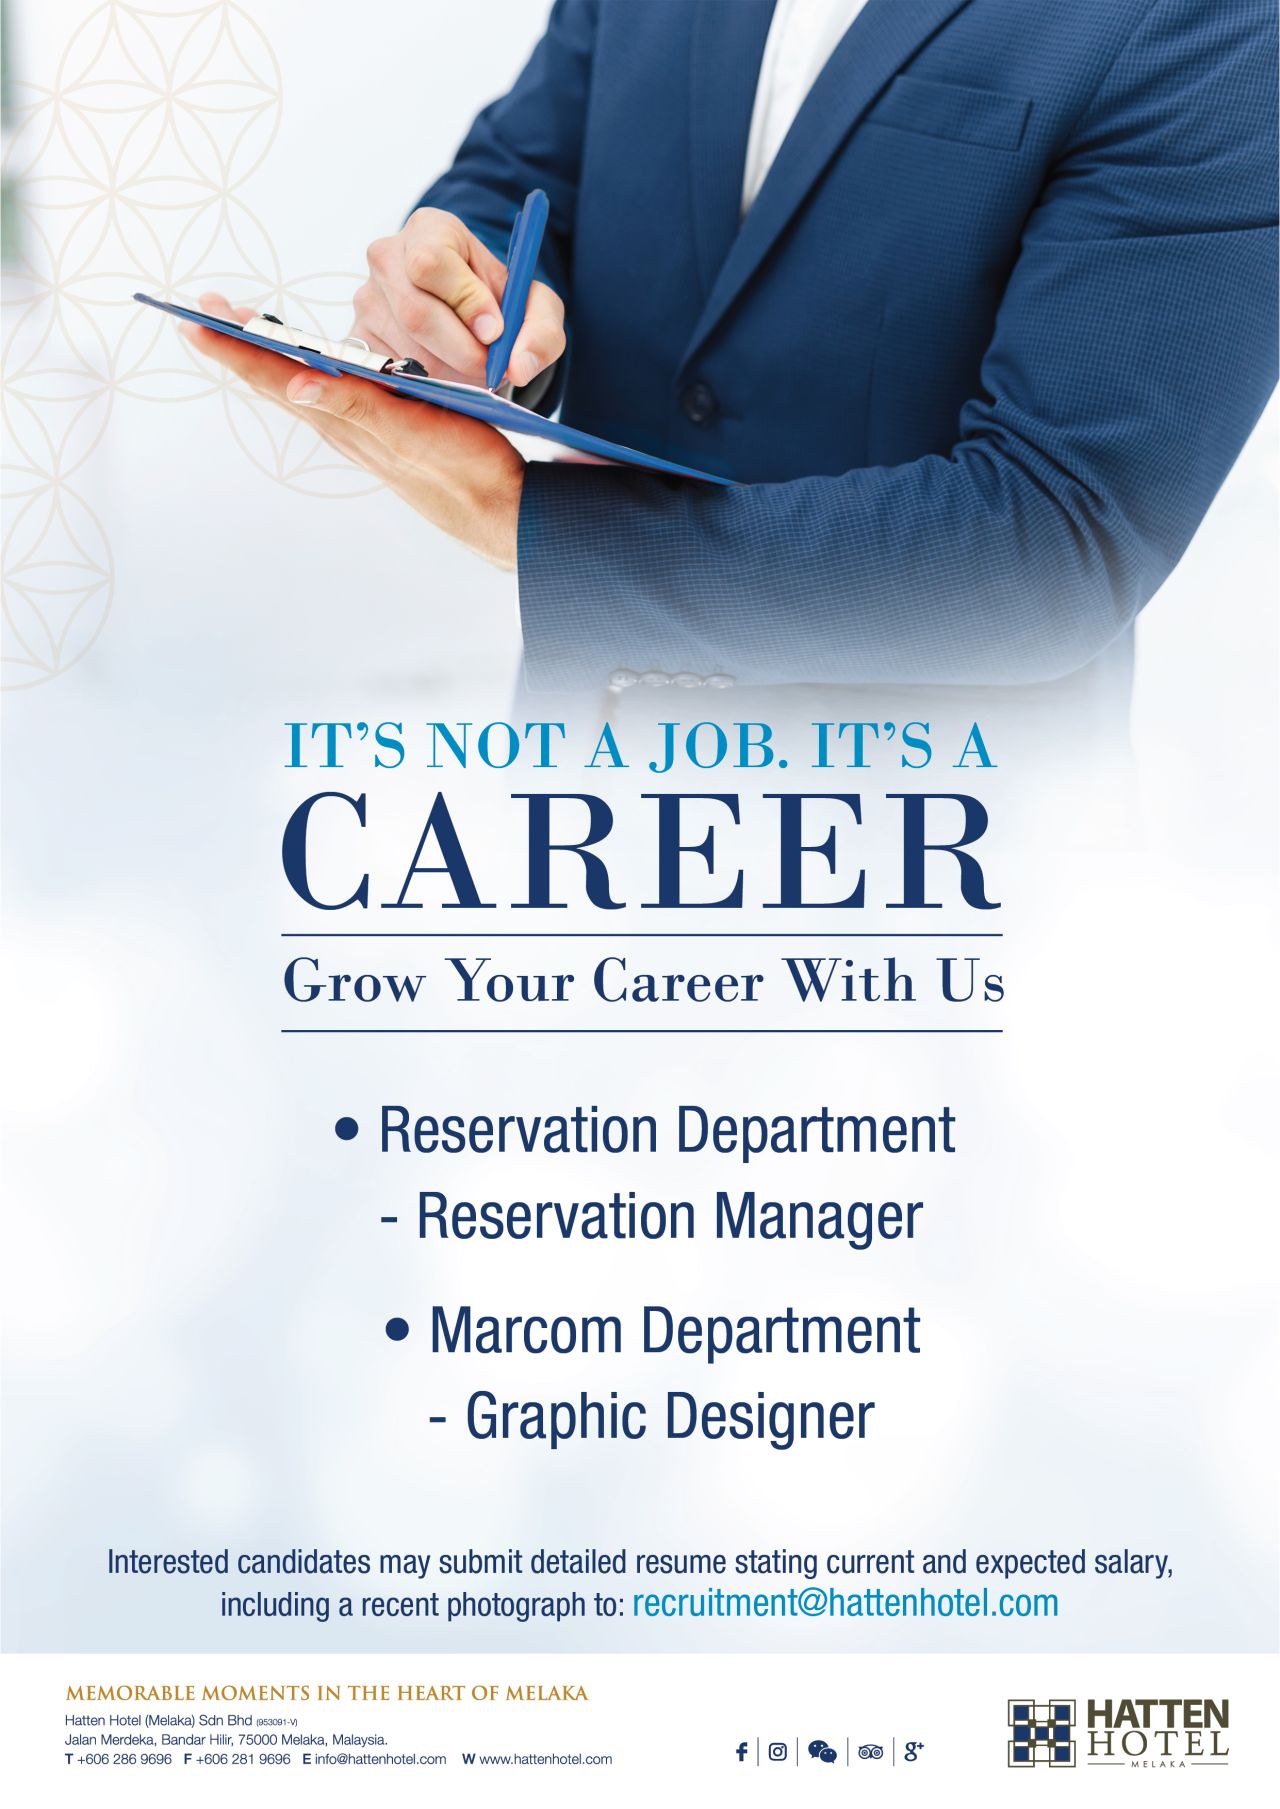 IT'S NOT A JOB. IT'S A
CAREER
Grow Your Career With Us
• Reservation Department
- Reservation Manager
• Marcom Department
- Graphic Designer
Interested candidates may submit detailed resume stating current and expected salary,
including a recent photograph to: recruitment@hattenhotel.com
MEMORABLE MOMENTS IN THE HEART OF MELAKA
Hatten Hotel (Melaka) Sdn Bhd (953091-V)
Jalan Merdeka, Bandar Hilir, 75000 Melaka, Malaysia.
T +606 286 9696 F +606 281 9696 E info@hattenhotel.com W www.hattenhotel.com
f g+
HATTEN
HOTEL
MELAKA